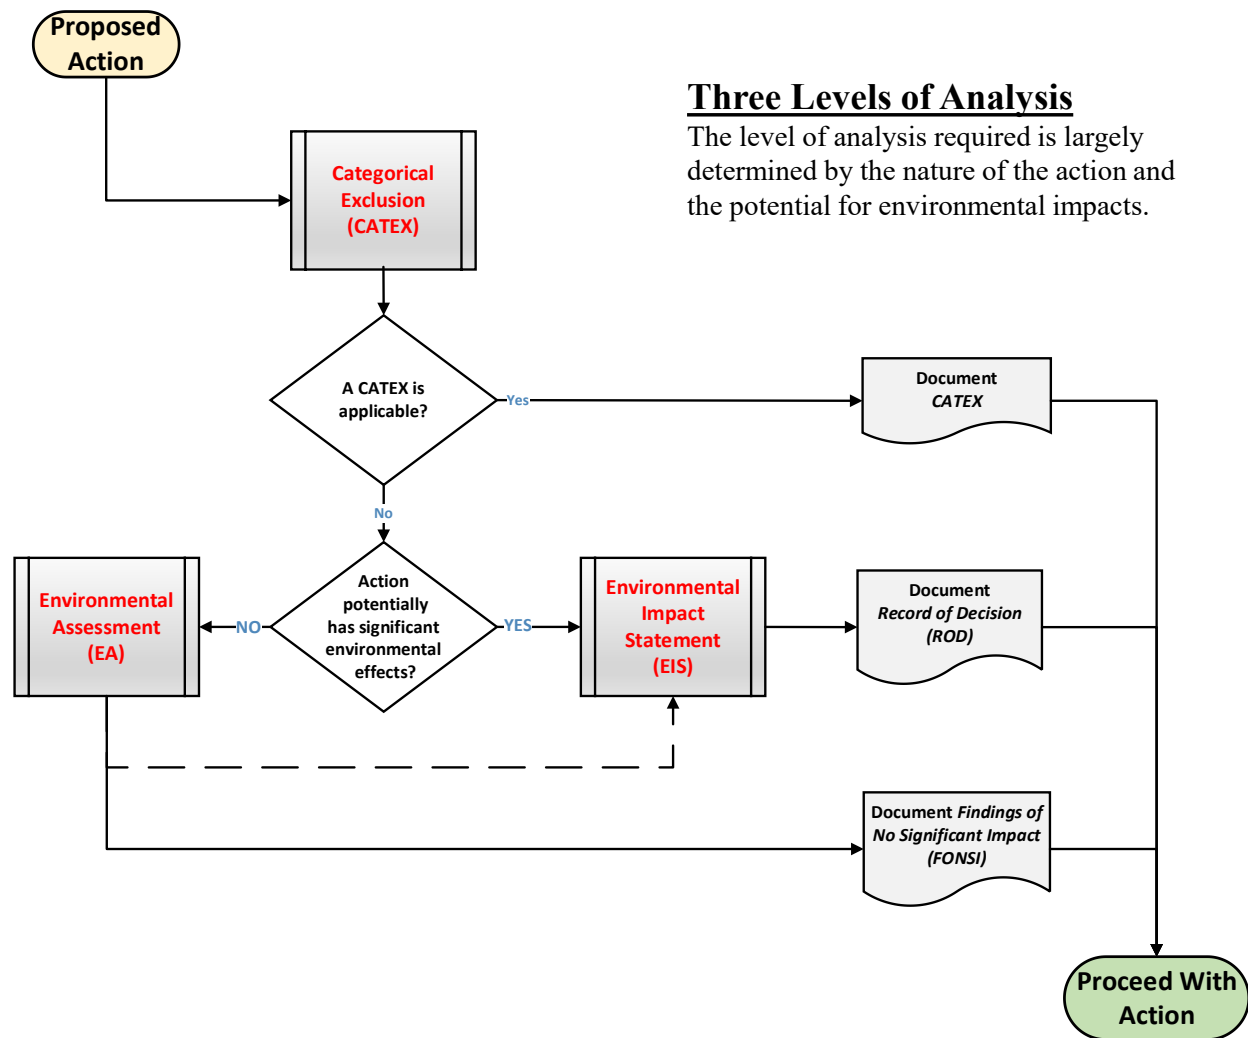 Proposed
Action
Three Levels of Analysis
The level of analysis required is largely
determined by the nature of the action and
the potential for environmental impacts.
Categorical
Exclusion
(CATEX)
A CATEX is
applicable?
Yes
Document
CATEX
No
Environmental
Assessment
(EA)
NO
Action
potentially
has significant
environmental
effects?
YES
Environmental
Impact
Statement
(EIS)
Document
Record of Decision
(ROD)
Document Findings of
No Significant Impact
(FONSI)
Proceed With
Action